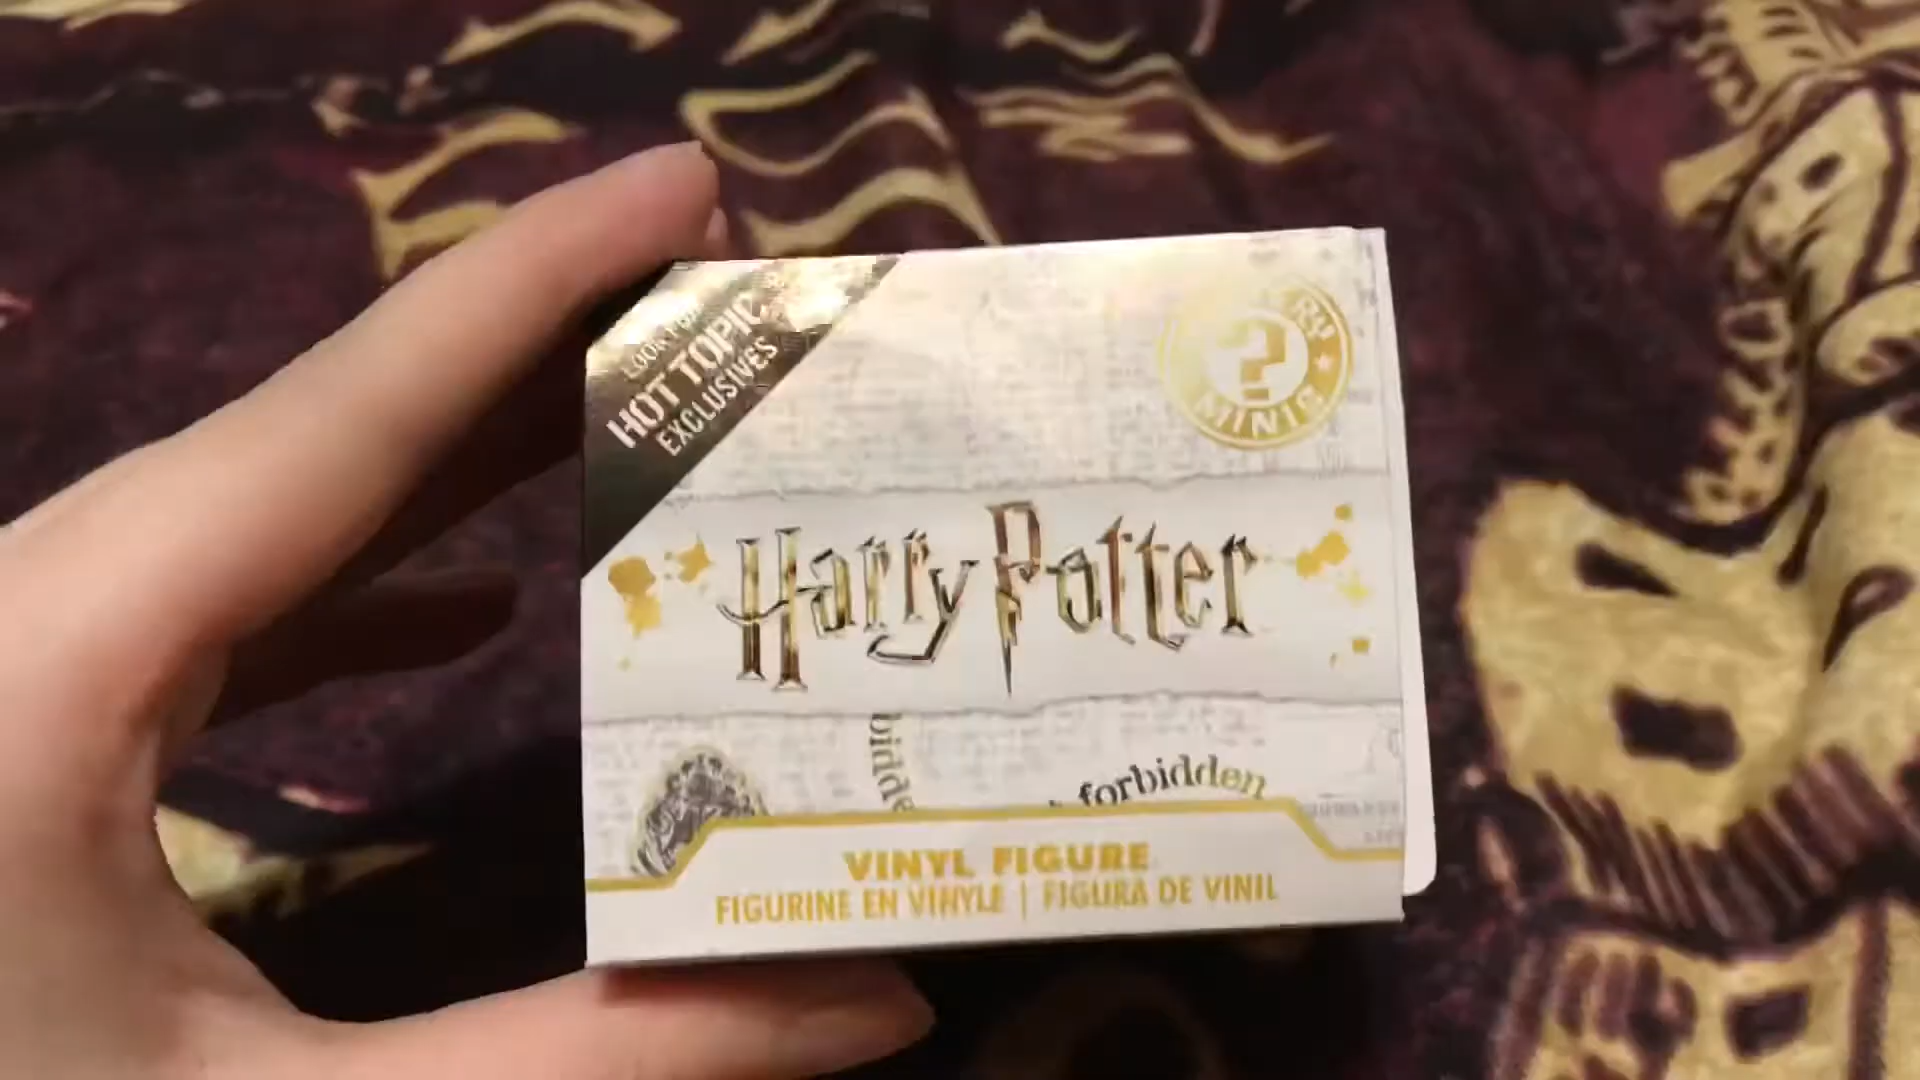 LOOK FOR
HOT TOPIC
EXCLUSIVES
MINIS
Harry Potter
forbidden
VINYL FIGURE
FIGURINE EN VINYLE | FIGURA DE VINIL